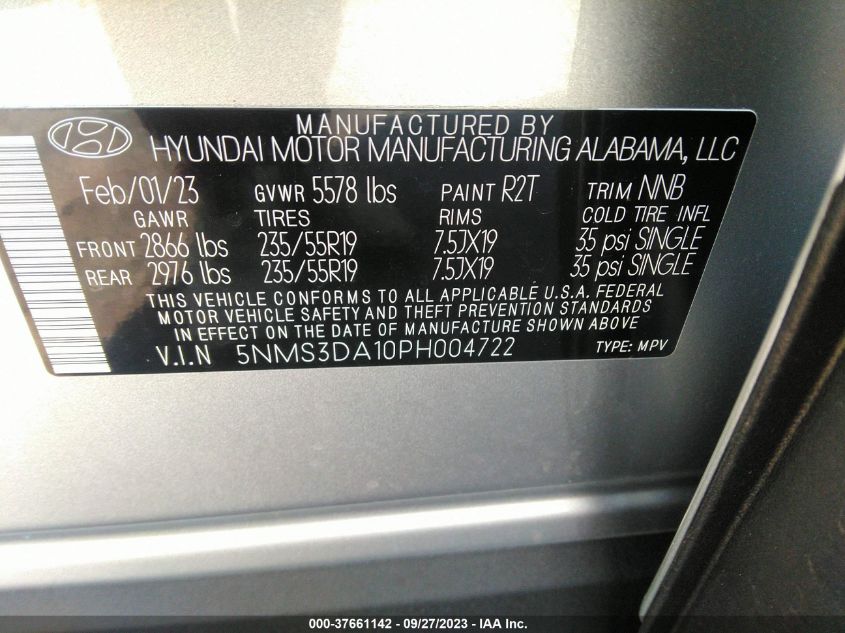 MANUFACTURED BY
HYUNDAI MOTOR MANUFACTURING ALABAMA, LLC
Feb/01/23 GVWR 5578 lbs PAINT R2T TRIM NNB
GAWR TIRES RIMS COLD TIRE INFL
FRONT 2866 lbs 235/55R19 7.5JX19 35 psi SINGLE
REAR 2976 lbs 235/55R19 7.5JX19 35 psi SINGLE
THIS VEHICLE CONFORMS TO ALL APPLICABLE U.S.A. FEDERAL
MOTOR VEHICLE SAFETY AND THEFT PREVENTION STANDARDS
IN EFFECT ON THE DATE OF MANUFACTURE SHOWN ABOVE.
V.I.N 5NMS3DA10PH004722 TYPE: MPV
000-37661142 - 09/27/2023 - IAA Inc.